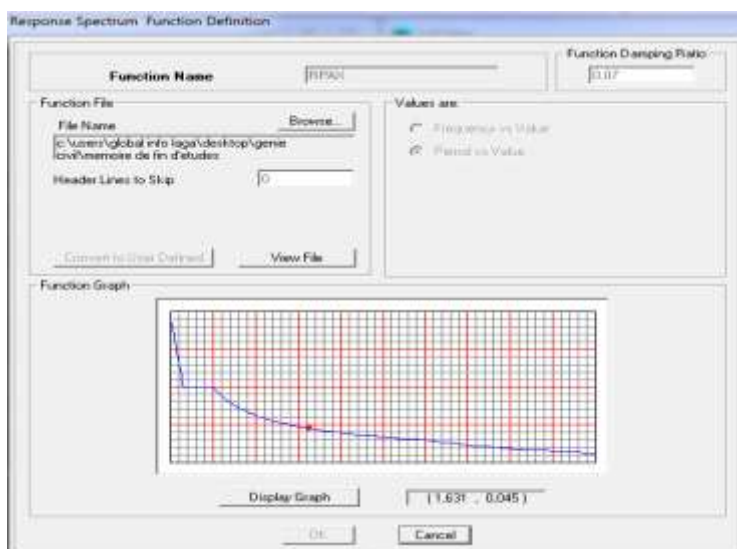 Response Spectrum Function Definition
Function Damping Ratio
Function Name
RPAX
0.07
Function File
Values are:
File Name
Browse...
Frequency vs Value
c:\users\global info laga\desktop\genie
civil\memoire de fin d'etudes
Period vs Value
Header Lines to Skip
0
Convert to User Defined
View File
Function Graph
Display Graph
(1.631 , 0.045)
OK
Cancel